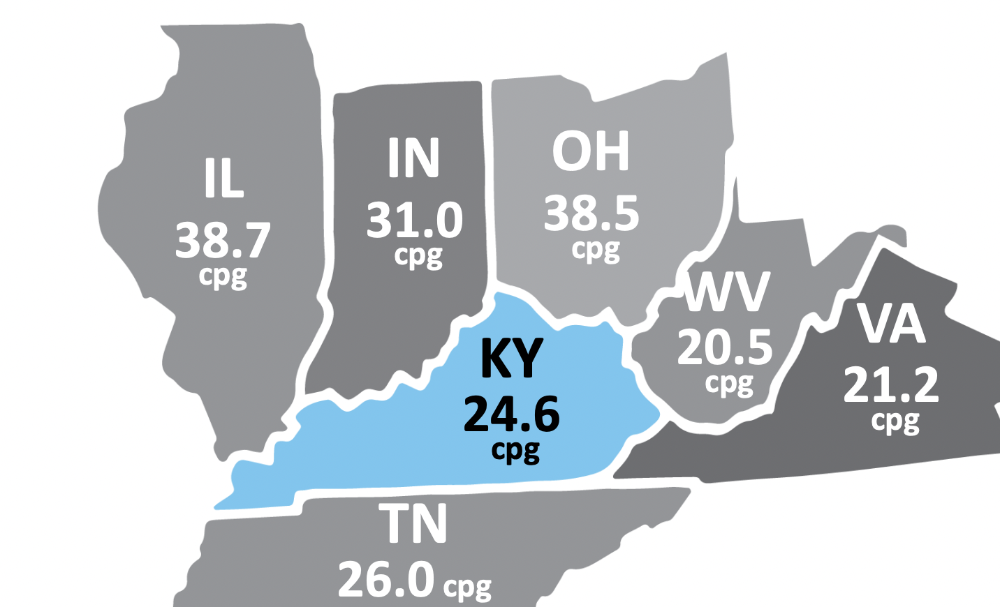 IL
38.7
cpg
IN
31.0
cpg
OH
38.5
cpg
KY
24.6
cpg
WV
20.5
cpg
VA
21.2
cpg
TN
26.0 cpg